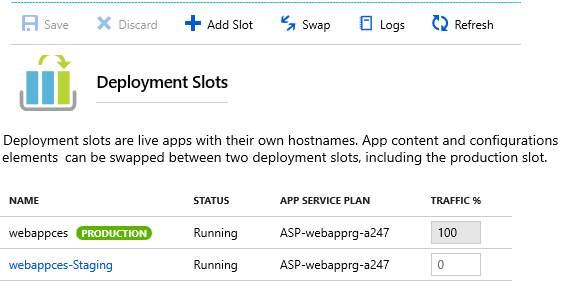 Save Discard Add Slot Swap Logs Refresh
Deployment Slots
Deployment slots are live apps with their own hostnames. App content and configurations
elements can be swapped between two deployment slots, including the production slot.
NAME STATUS APP SERVICE PLAN TRAFFIC %
webappces PRODUCTION Running ASP-webapprg-a247 100
webappces-Staging Running ASP-webapprg-a247 0